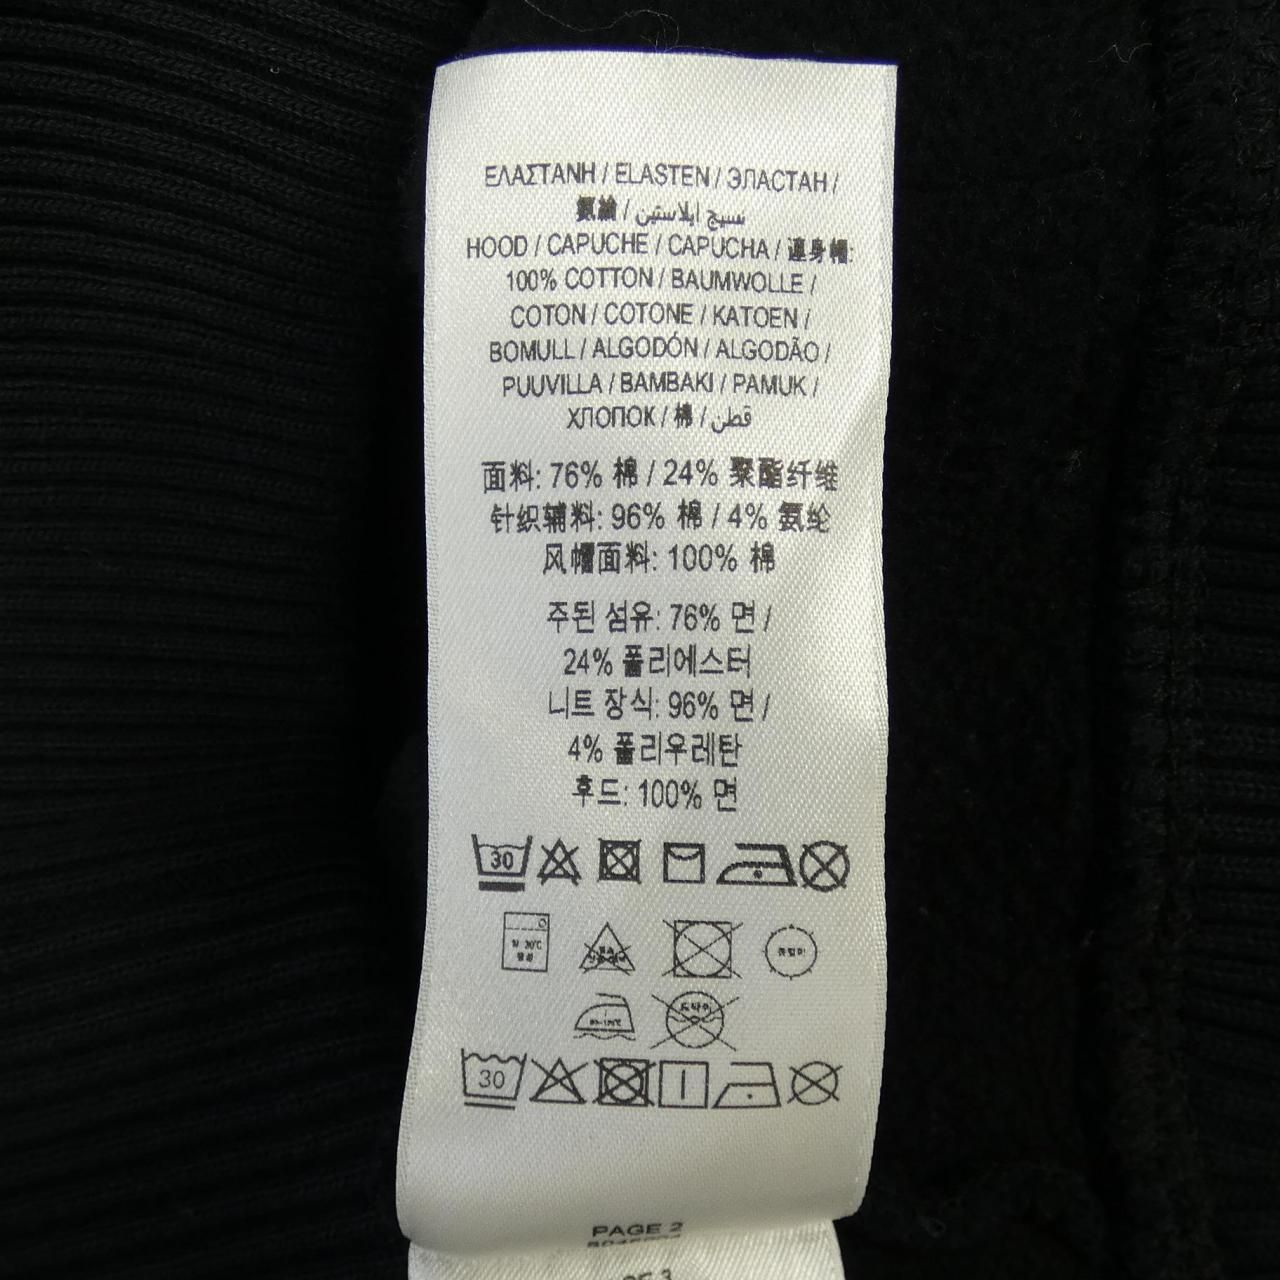 ΕΛΑΣΤΑΝΗ / ELASTEN / ЭЛАСТАН /
氨綸 / نسيج ايلاستين
HOOD / CAPUCHE / CAPUCHA / 連身帽:
100% COTTON / BAUMWOLLE /
COTON / COTONE / KATOEN /
BOMULL / ALGODÓN / ALGODÃO /
PUUVILLA / BAMBAKI / PAMUK /
ХЛОПОК / 棉 / قطن
面料: 76% 棉 / 24% 聚酯纤维
针织辅料: 96% 棉 / 4% 氨纶
风帽面料: 100% 棉
주된 섬유: 76% 면 /
24% 폴리에스터
니트 장식: 96% 면 /
4% 폴리우레탄
후드: 100% 면
30
약 30℃
30
PAGE 2